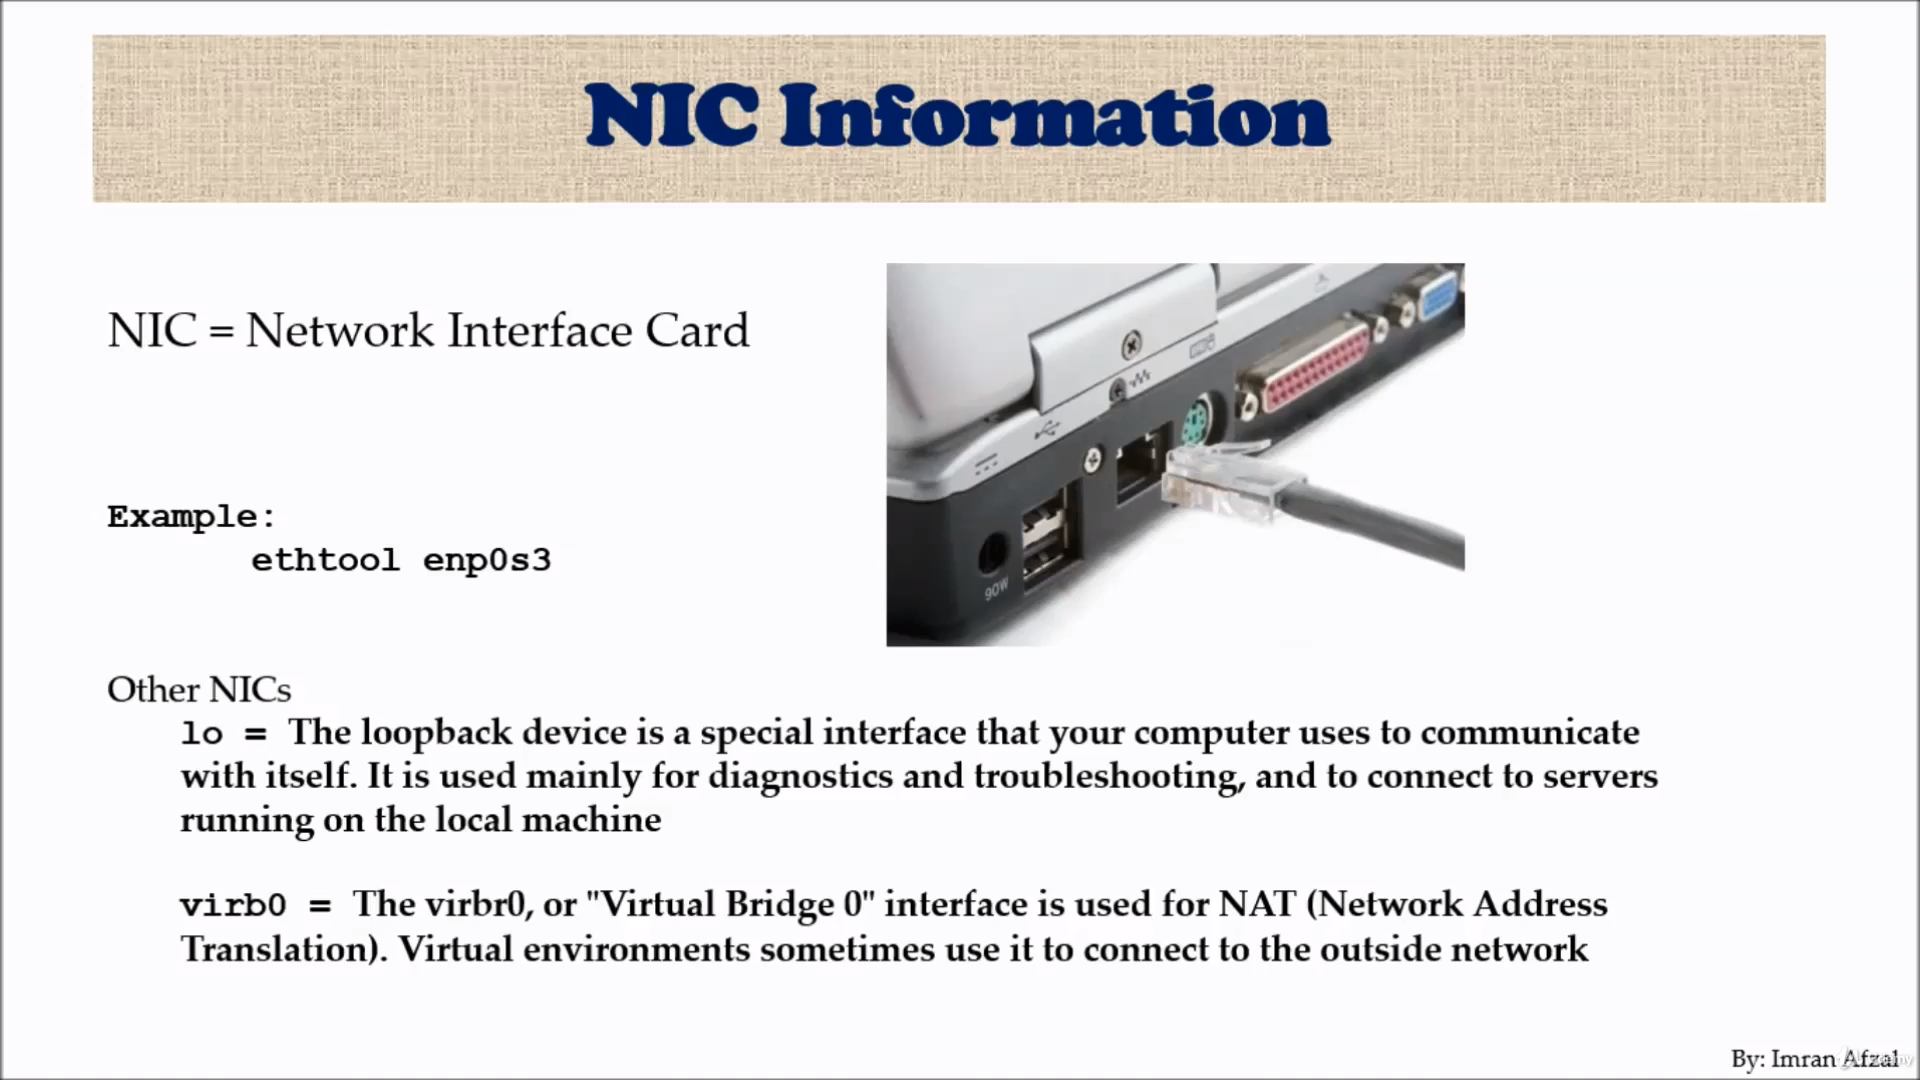 NIC Information
NIC = Network Interface Card
90W
Example:
ethtool enp0s3
Other NICs
lo = The loopback device is a special interface that your computer uses to communicate
with itself. It is used mainly for diagnostics and troubleshooting, and to connect to servers
running on the local machine
virb0 = The virbr0, or "Virtual Bridge 0" interface is used for NAT (Network Address
Translation). Virtual environments sometimes use it to connect to the outside network
By: Imran Afzal